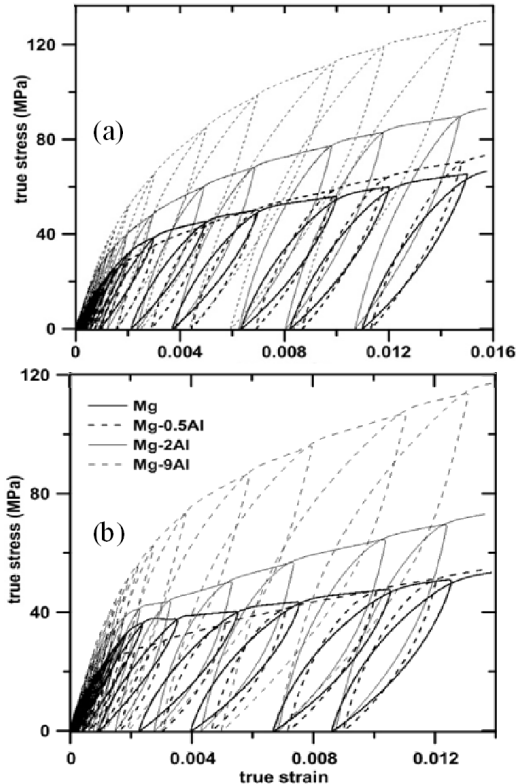 120
80
40
0
true stress (MPa)
(a)
0 0.004 0.008 0.012 0.016
120
80
40
0
true stress (MPa)
Mg
Mg-0.5Al
Mg-2Al
Mg-9Al
(b)
0 0.004 0.008 0.012
true strain